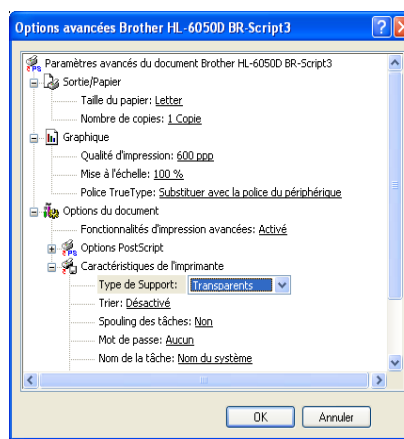 Options avancées Brother HL-6050D BR-Script3
Paramètres avancés du document Brother HL-6050D BR-Script3
Sortie/Papier
Taille du papier: Letter
Nombre de copies: 1 Copie
Graphique
Qualité d'impression: 600 ppp
Mise à l'échelle: 100 %
Police TrueType: Substituer avec la police du périphérique
Options du document
Fonctionnalités d'impression avancées: Activé
Options PostScript
Caractéristiques de l'imprimante
Type de Support: Transparents
Trier: Désactivé
Spouling des tâches: Non
Mot de passe: Aucun
Nom de la tâche: Nom du système
OK Annuler